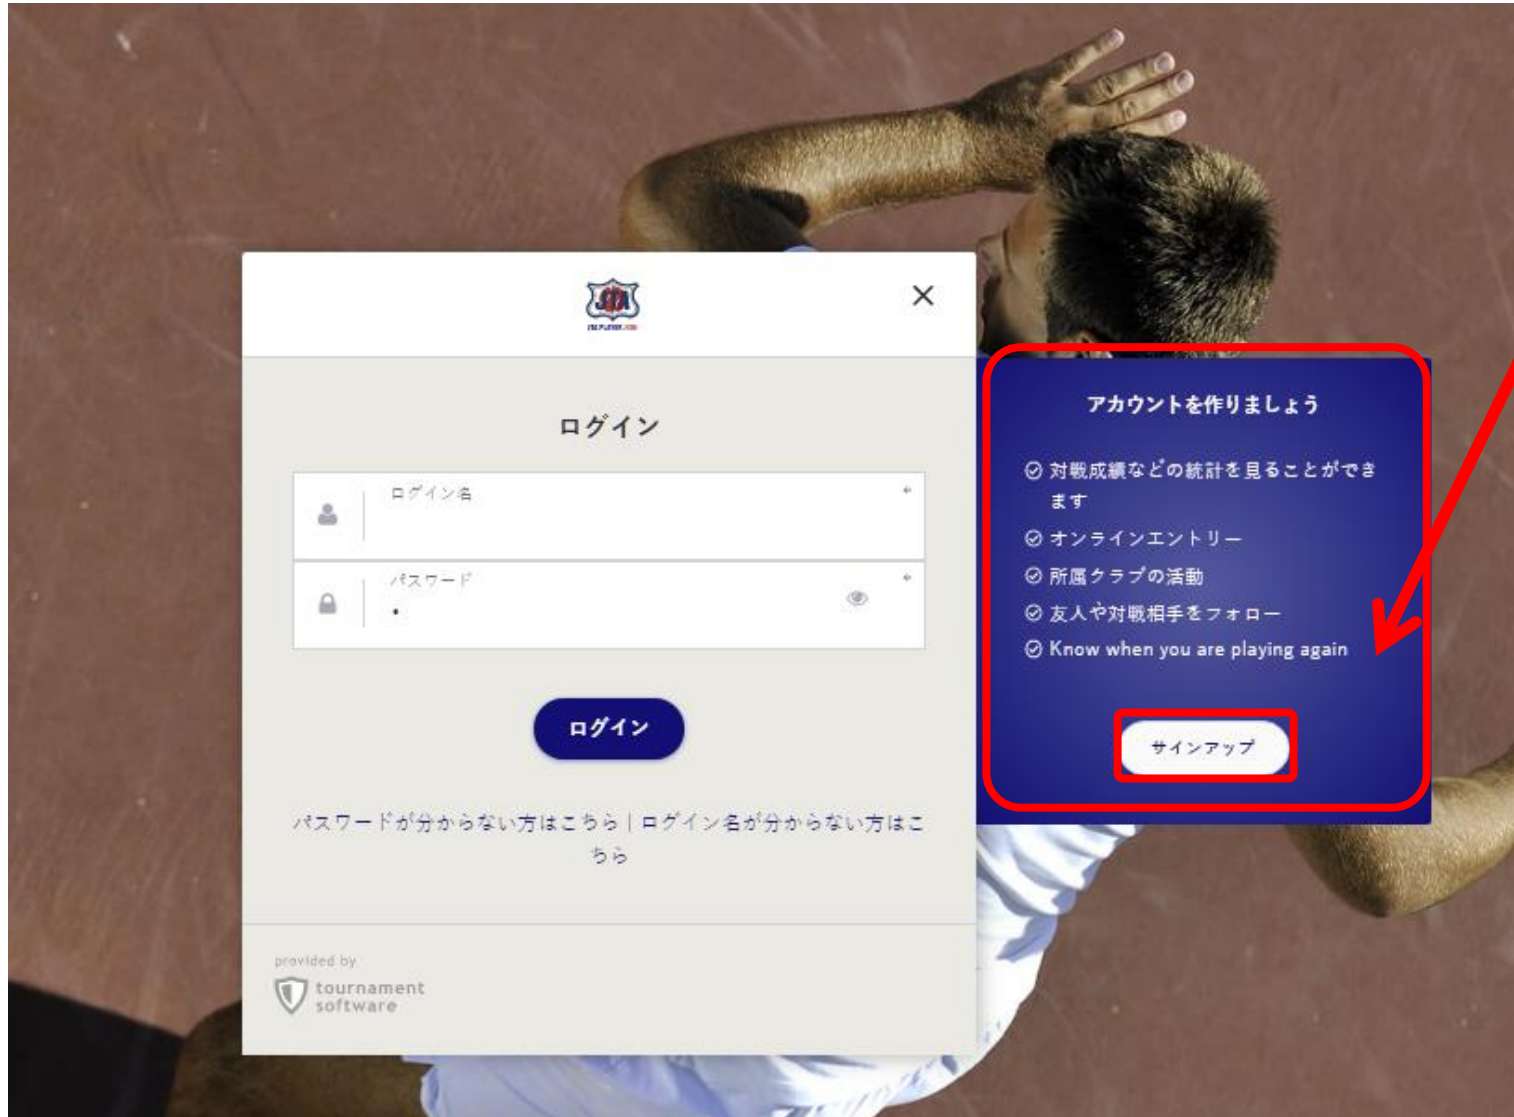 JTA
ログイン
ログイン名
パスワード
ログイン
パスワードが分からない方はこちら | ログイン名が分からない方はこ
ちら
provided by
tournament
software
アカウントを作りましょう
対戦成績などの統計を見ることができ
ます
オンラインエントリー
所属クラブの活動
友人や対戦相手をフォロー
Know when you are playing again
サインアップ